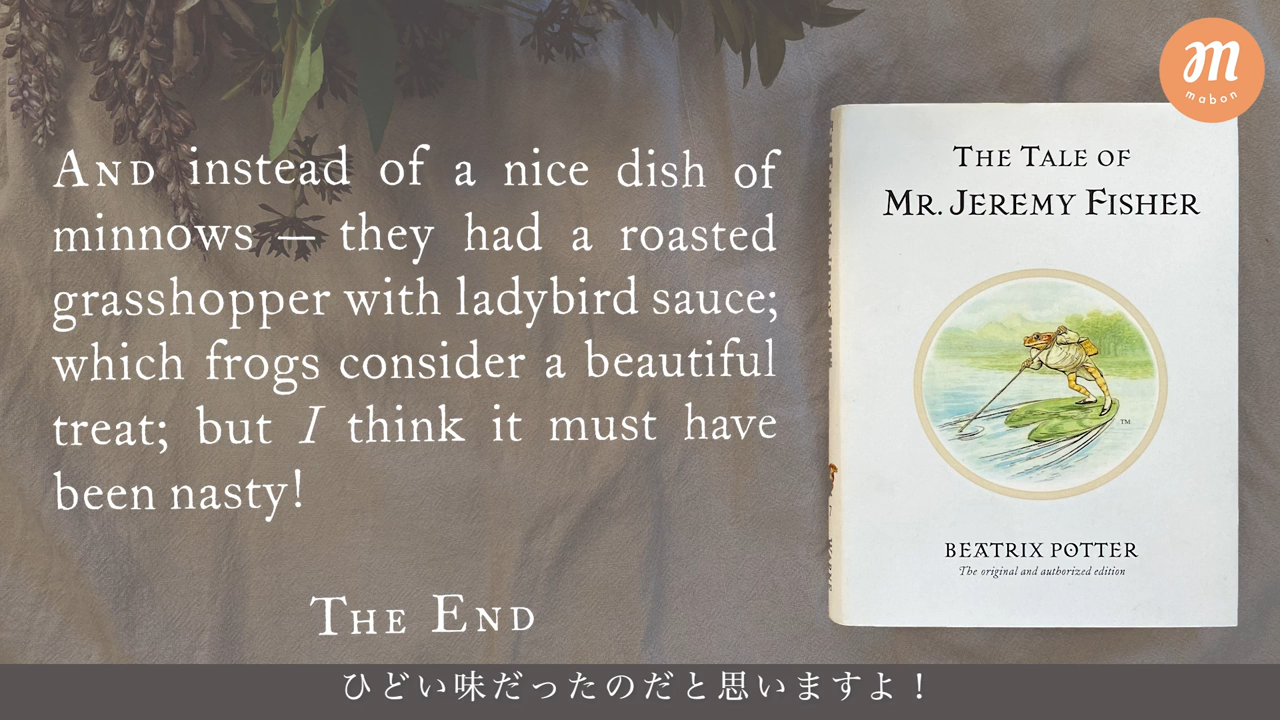 AND instead of a nice dish of
minnows — they had a roasted
grasshopper with ladybird sauce;
which frogs consider a beautiful
treat; but I think it must have
been nasty!
THE END
m
mabon
THE TALE OF
MR. JEREMY FISHER
TM
BEATRIX POTTER
The original and authorized edition
ひどい味だったのだと思いますよ！